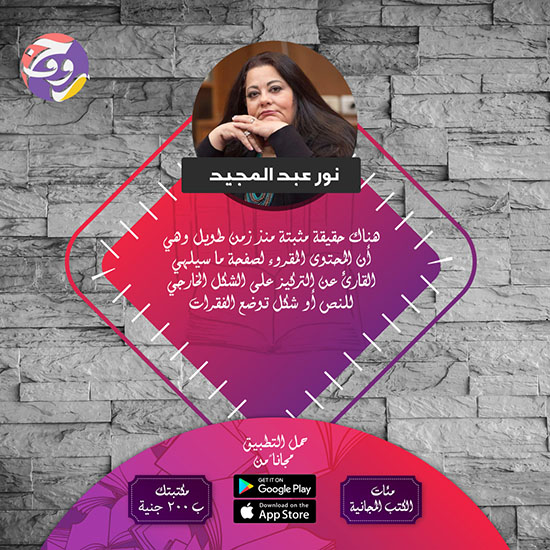 نور عبد المجيد
هناك حقيقة مثبتة منذ زمن طويل وهي
أن المحتوى المقروء لصفحة ما سيلهي
القارئ عن التركيز على الشكل الخارجي
للنص أو شكل توضع الفقرات
حمل التطبيق
مجاناً من
مئات
الكتب المجانية
GET IT ON
Google Play
Download on the
App Store
مكتبتك
ب ٢٠٠ جنية